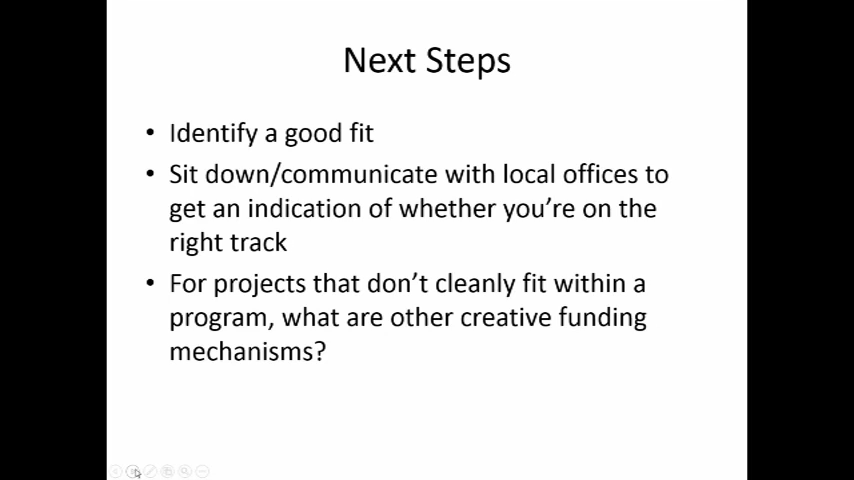 Next Steps
• Identify a good fit
• Sit down/communicate with local offices to
get an indication of whether you’re on the
right track
• For projects that don’t cleanly fit within a
program, what are other creative funding
mechanisms?